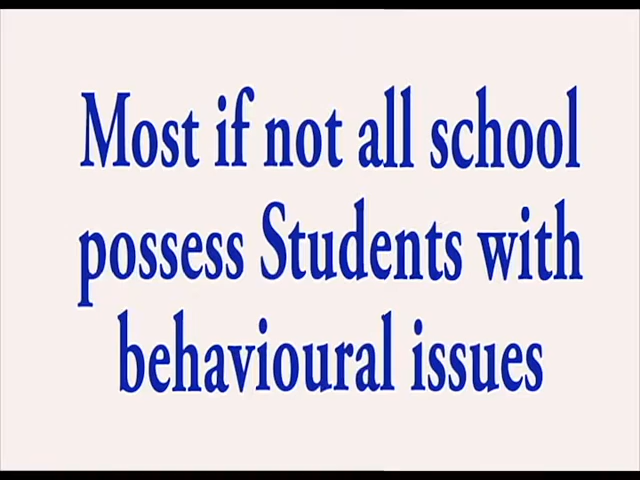 Most if not all school
possess Students with
behavioural issues